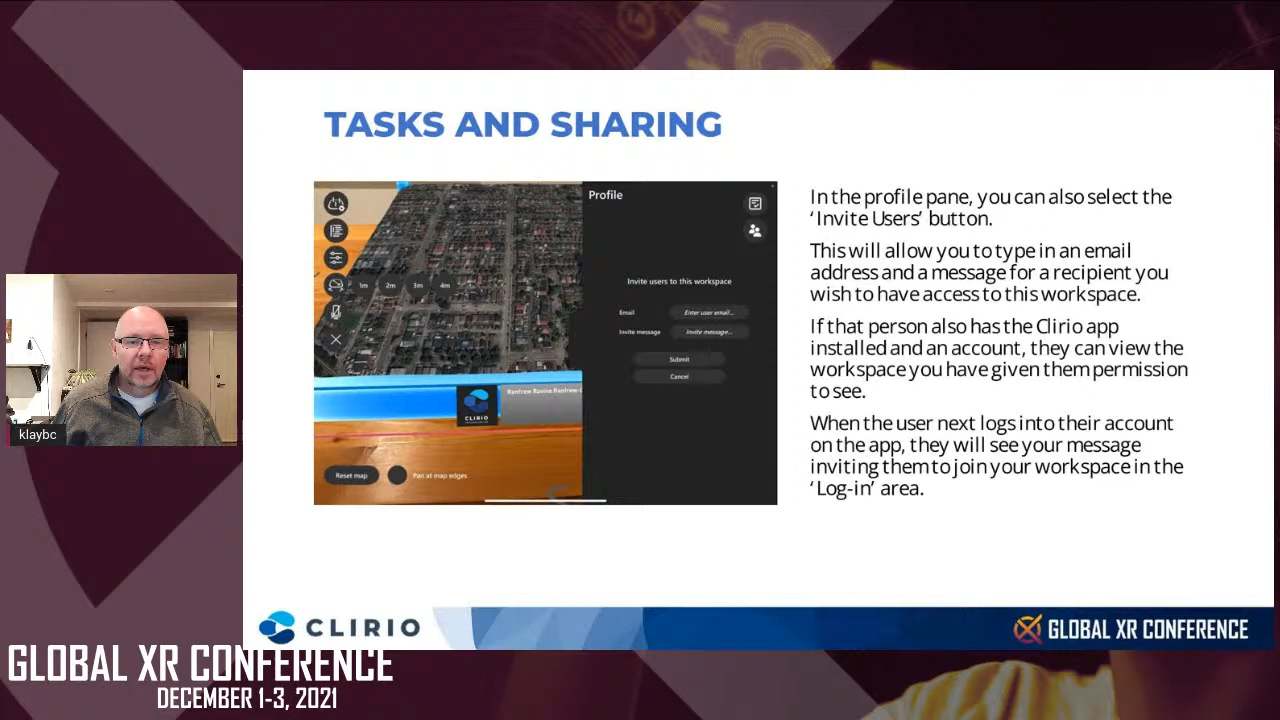 TASKS AND SHARING
Profile
1m 2m 3m 4m
Invite users to this workspace
Email Enter user email...
Invite message Invite message...
Submit
Cancel
CLIRIO
Reset map Pan at map edges
In the profile pane, you can also select the
‘Invite Users’ button.
This will allow you to type in an email
address and a message for a recipient you
wish to have access to this workspace.
If that person also has the Clirio app
installed and an account, they can view the
workspace you have given them permission
to see.
When the user next logs into their account
on the app, they will see your message
inviting them to join your workspace in the
‘Log-in’ area.
klaybc
CLIRIO
GLOBAL XR CONFERENCE
GLOBAL XR CONFERENCE
DECEMBER 1-3, 2021